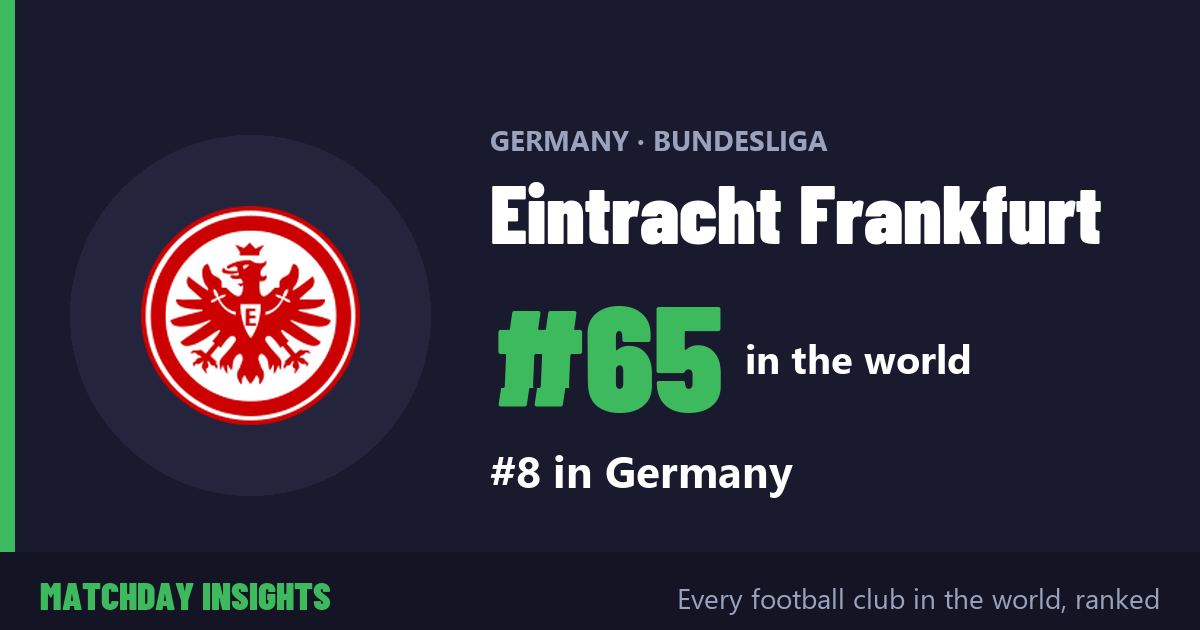 GERMANY · BUNDESLIGA
Eintracht Frankfurt
E
#65 in the world
#8 in Germany
MATCHDAY INSIGHTS
Every football club in the world, ranked